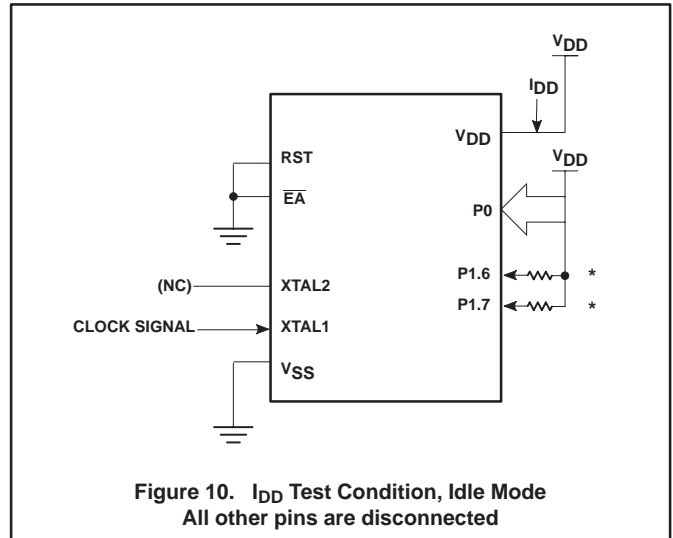 VDD
IDD
VDD
VDD
RST
EA
P0
P1.6 *
(NC) XTAL2
P1.7 *
CLOCK SIGNAL XTAL1
VSS
Figure 10. IDD Test Condition, Idle Mode
All other pins are disconnected